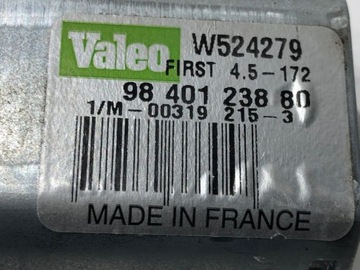 Valeo W524279
FIRST 4.5-172
98 401 238 80
1/M-00319 215-3
MADE IN FRANCE